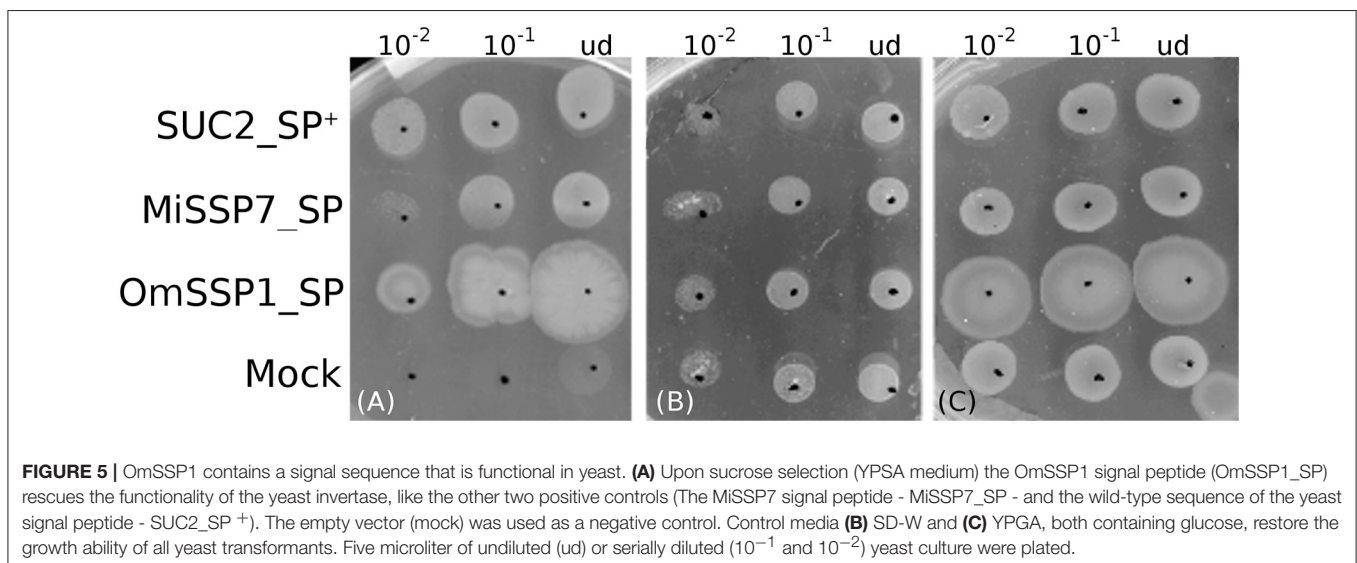 10⁻² 10⁻¹ ud 10⁻² 10⁻¹ ud 10⁻² 10⁻¹ ud
SUC2_SP⁺
MiSSP7_SP
OmSSP1_SP
Mock
(A) (B) (C)
FIGURE 5 | OmSSP1 contains a signal sequence that is functional in yeast. (A) Upon sucrose selection (YPSA medium) the OmSSP1 signal peptide (OmSSP1_SP)
rescues the functionality of the yeast invertase, like the other two positive controls (The MiSSP7 signal peptide - MiSSP7_SP - and the wild-type sequence of the yeast
signal peptide - SUC2_SP ⁺). The empty vector (mock) was used as a negative control. Control media (B) SD-W and (C) YPGA, both containing glucose, restore the
growth ability of all yeast transformants. Five microliter of undiluted (ud) or serially diluted (10⁻¹ and 10⁻²) yeast culture were plated.